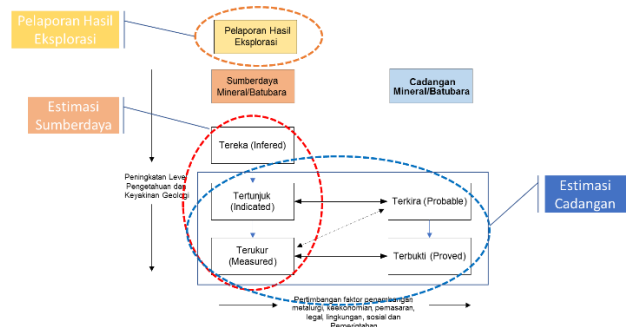 Pelaporan Hasil
Eksplorasi
Pelaporan Hasil
Eksplorasi
Sumberdaya
Mineral/Batubara
Cadangan
Mineral/Batubara
Estimasi
Sumberdaya
Tereka (Infered)
Peningkatan Level
Pengetahuan dan
Keyakinan Geologi
Tertunjuk
(Indicated)
Terkira (Probable)
Estimasi
Cadangan
Terukur
(Measured)
Terbukti (Proved)
Pertimbangan faktor penambangan
metalurgi, keekonomian, pemasaran,
legal, lingkungan, sosial dan
Pemerintahan